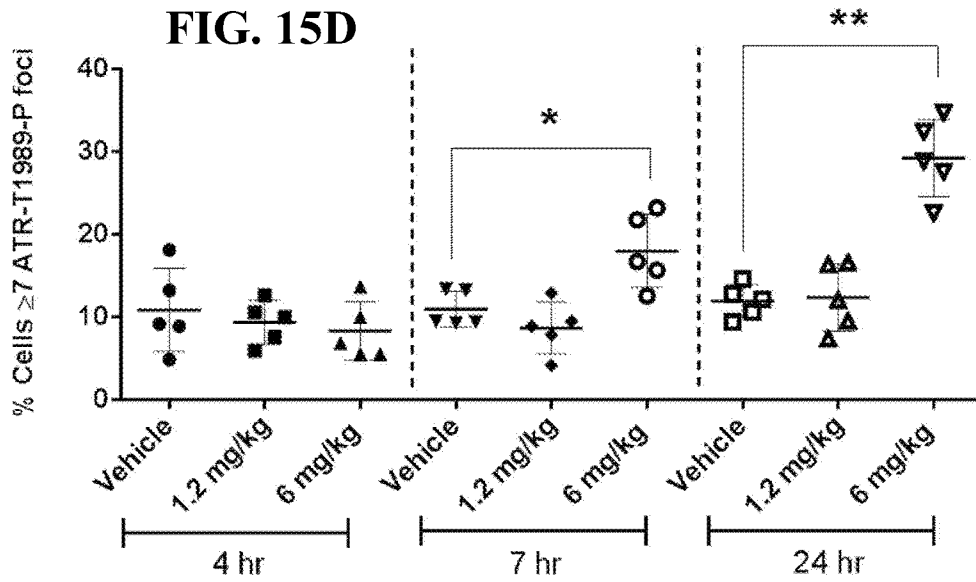 FIG. 15D
**
*
% Cells ≥7 ATR-T1989-P foci
40
30
20
10
0
Vehicle
1.2 mg/kg
6 mg/kg
Vehicle
1.2 mg/kg
6 mg/kg
Vehicle
1.2 mg/kg
6 mg/kg
4 hr
7 hr
24 hr